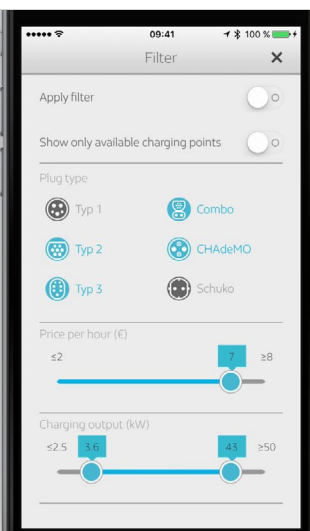 09:41 100 %
Filter
Apply filter
Show only available charging points
Plug type
Typ 1 Combo
Typ 2 CHAdeMO
Typ 3 Schuko
Price per hour (€)
≤2 7 ≥8
Charging output (kW)
≤2.5 3.6 43 ≥50